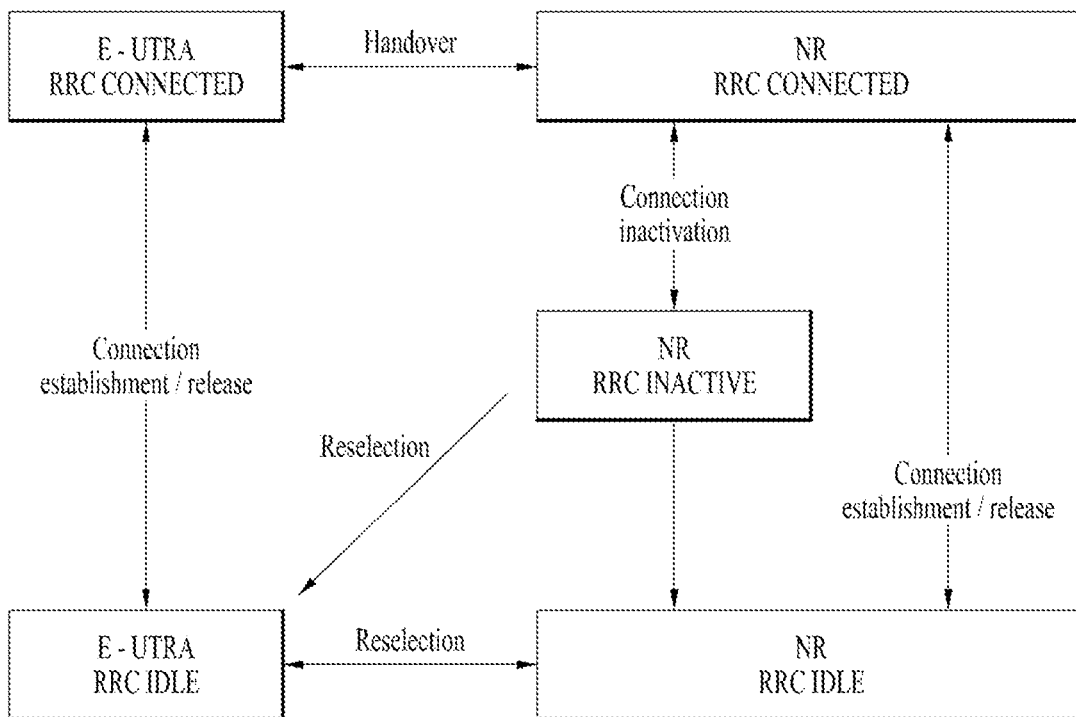 E - UTRA
RRC CONNECTED
Handover
NR
RRC CONNECTED
Connection
inactivation
NR
RRC INACTIVE
Connection
establishment / release
Reselection
Connection
establishment / release
E - UTRA
RRC IDLE
Reselection
NR
RRC IDLE